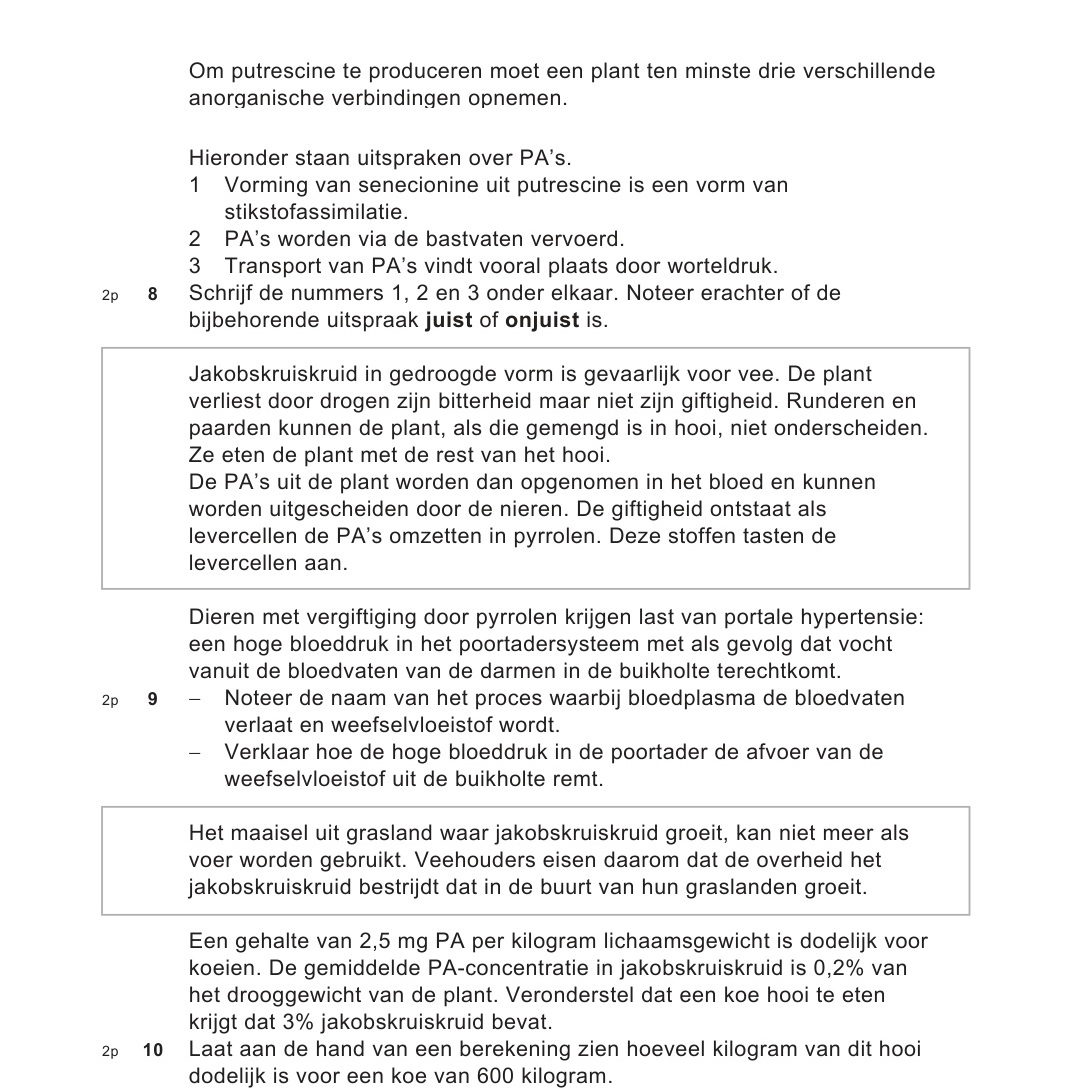 Om putrescine te produceren moet een plant ten minste drie verschillende
anorganische verbindingen opnemen.
Hieronder staan uitspraken over PA’s.
1 Vorming van senecionine uit putrescine is een vorm van
stikstofassimilatie.
2 PA’s worden via de bastvaten vervoerd.
3 Transport van PA’s vindt vooral plaats door worteldruk.
2p 8 Schrijf de nummers 1, 2 en 3 onder elkaar. Noteer erachter of de
bijbehorende uitspraak juist of onjuist is.
Jakobskruiskruid in gedroogde vorm is gevaarlijk voor vee. De plant
verliest door drogen zijn bitterheid maar niet zijn giftigheid. Runderen en
paarden kunnen de plant, als die gemengd is in hooi, niet onderscheiden.
Ze eten de plant met de rest van het hooi.
De PA’s uit de plant worden dan opgenomen in het bloed en kunnen
worden uitgescheiden door de nieren. De giftigheid ontstaat als
levercellen de PA’s omzetten in pyrrolen. Deze stoffen tasten de
levercellen aan.
Dieren met vergiftiging door pyrrolen krijgen last van portale hypertensie:
een hoge bloeddruk in het poortadersysteem met als gevolg dat vocht
vanuit de bloedvaten van de darmen in de buikholte terechtkomt.
2p 9 – Noteer de naam van het proces waarbij bloedplasma de bloedvaten
verlaat en weefselvloeistof wordt.
– Verklaar hoe de hoge bloeddruk in de poortader de afvoer van de
weefselvloeistof uit de buikholte remt.
Het maaisel uit grasland waar jakobskruiskruid groeit, kan niet meer als
voer worden gebruikt. Veehouders eisen daarom dat de overheid het
jakobskruiskruid bestrijdt dat in de buurt van hun graslanden groeit.
Een gehalte van 2,5 mg PA per kilogram lichaamsgewicht is dodelijk voor
koeien. De gemiddelde PA-concentratie in jakobskruiskruid is 0,2% van
het drooggewicht van de plant. Veronderstel dat een koe hooi te eten
krijgt dat 3% jakobskruiskruid bevat.
2p 10 Laat aan de hand van een berekening zien hoeveel kilogram van dit hooi
dodelijk is voor een koe van 600 kilogram.